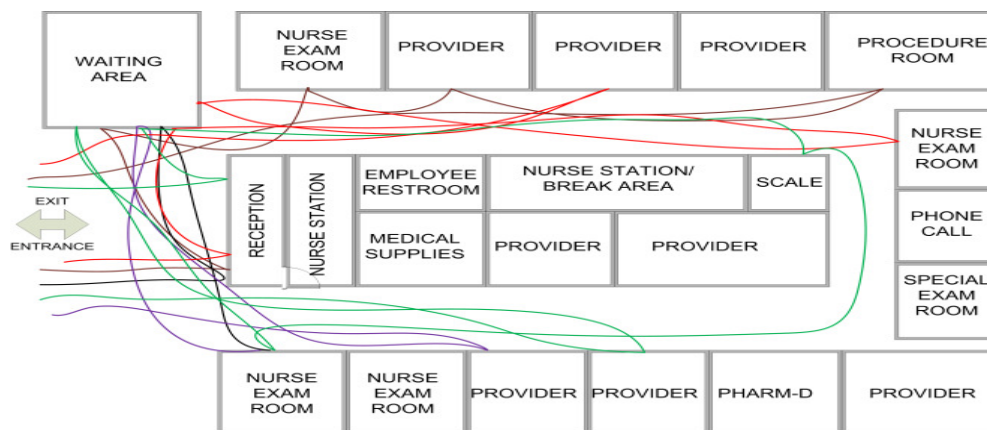 WAITING
AREA
NURSE
EXAM
ROOM
PROVIDER
PROVIDER
PROVIDER
PROCEDURE
ROOM
NURSE
EXAM
ROOM
PHONE
CALL
SPECIAL
EXAM
ROOM
EXIT
ENTRANCE
RECEPTION
NURSE STATION
EMPLOYEE
RESTROOM
NURSE STATION/
BREAK AREA
SCALE
MEDICAL
SUPPLIES
PROVIDER
PROVIDER
NURSE
EXAM
ROOM
NURSE
EXAM
ROOM
PROVIDER
PROVIDER
PHARM-D
PROVIDER